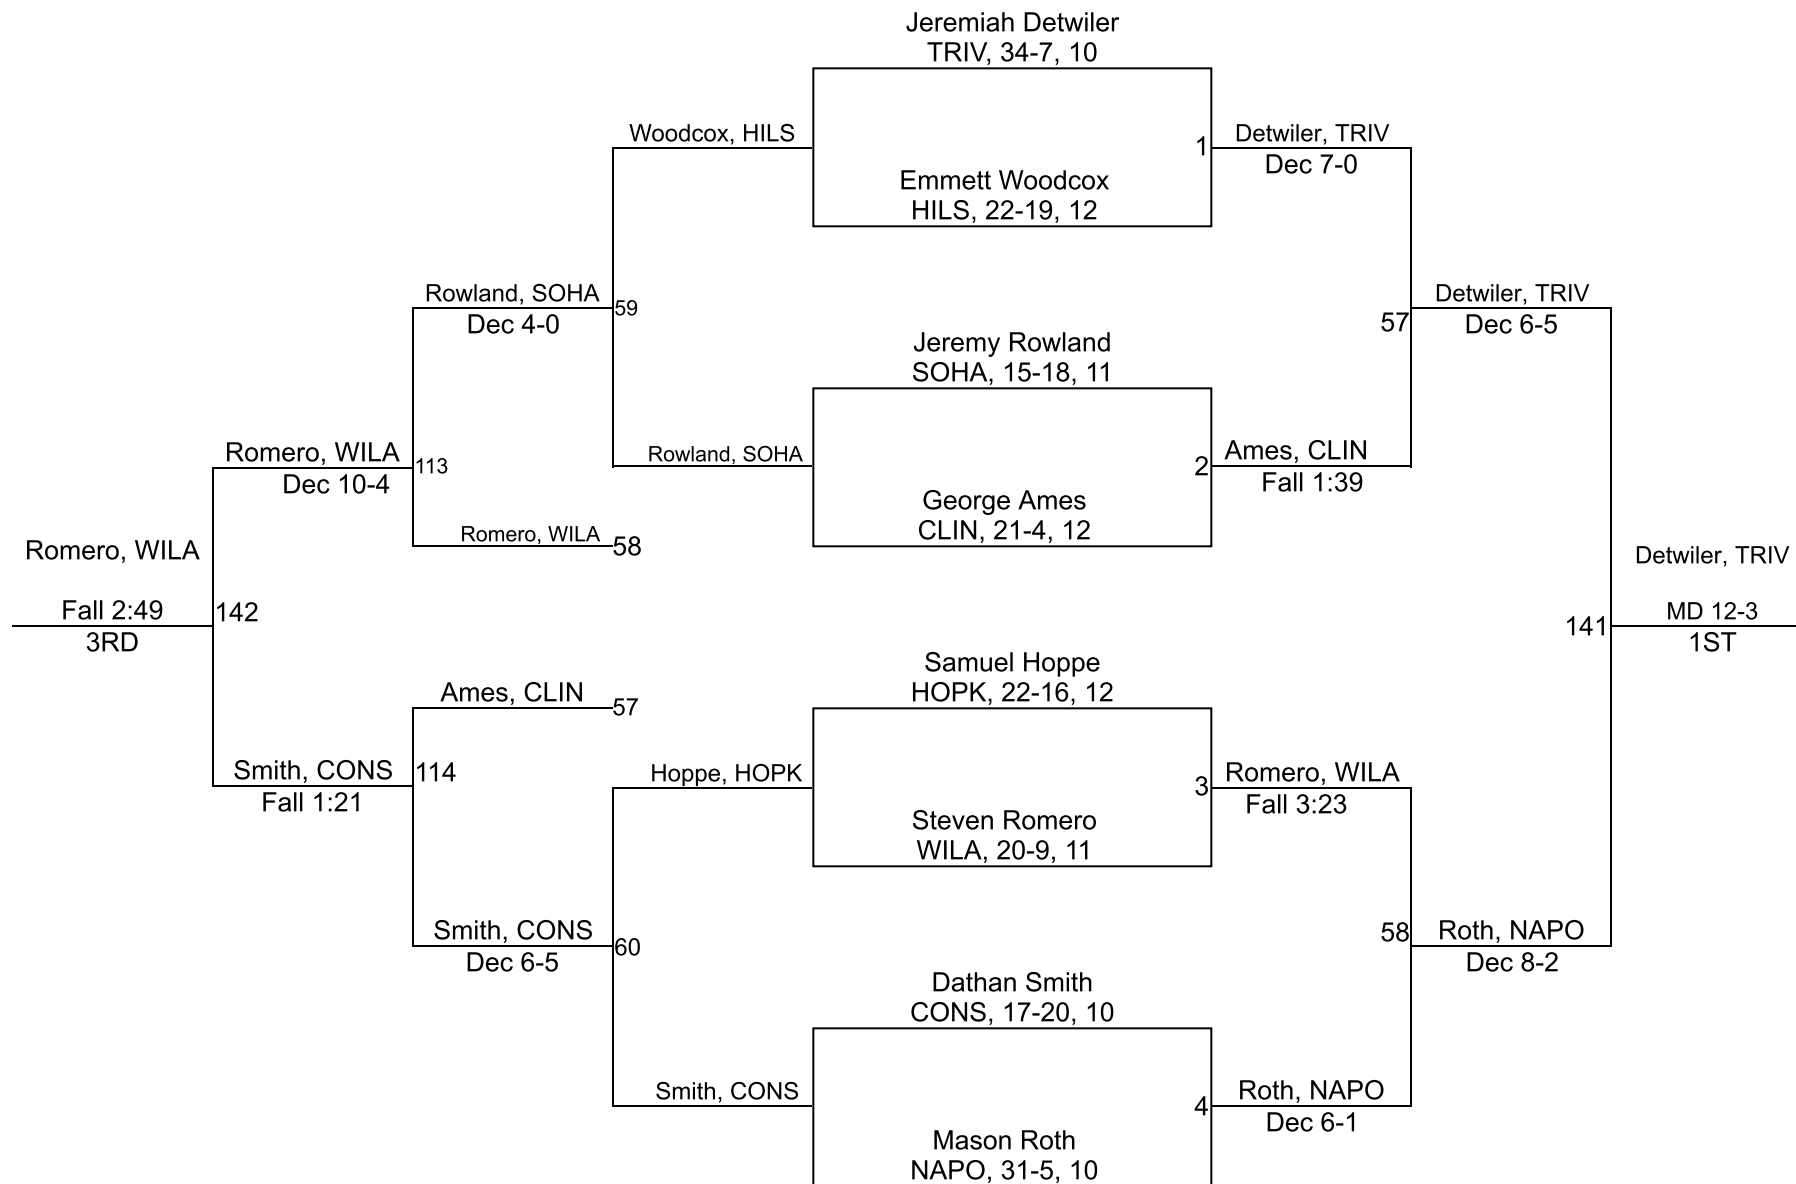 Jeremiah Detwiler
TRIV, 34-7, 10
Woodcox, HILS
1
Detwiler, TRIV
Dec 7-0
Emmett Woodcox
HILS, 22-19, 12
Rowland, SOHA
Dec 4-0
59
57
Detwiler, TRIV
Dec 6-5
Jeremy Rowland
SOHA, 15-18, 11
Romero, WILA
Dec 10-4
113
Rowland, SOHA
2
Ames, CLIN
Fall 1:39
George Ames
CLIN, 21-4, 12
Romero, WILA
58
Romero, WILA
Fall 2:49
3RD
142
141
Detwiler, TRIV
MD 12-3
1ST
Samuel Hoppe
HOPK, 22-16, 12
Ames, CLIN
57
Smith, CONS
Fall 1:21
114
Hoppe, HOPK
3
Romero, WILA
Fall 3:23
Steven Romero
WILA, 20-9, 11
Smith, CONS
Dec 6-5
60
58
Roth, NAPO
Dec 8-2
Dathan Smith
CONS, 17-20, 10
Smith, CONS
4
Roth, NAPO
Dec 6-1
Mason Roth
NAPO, 31-5, 10